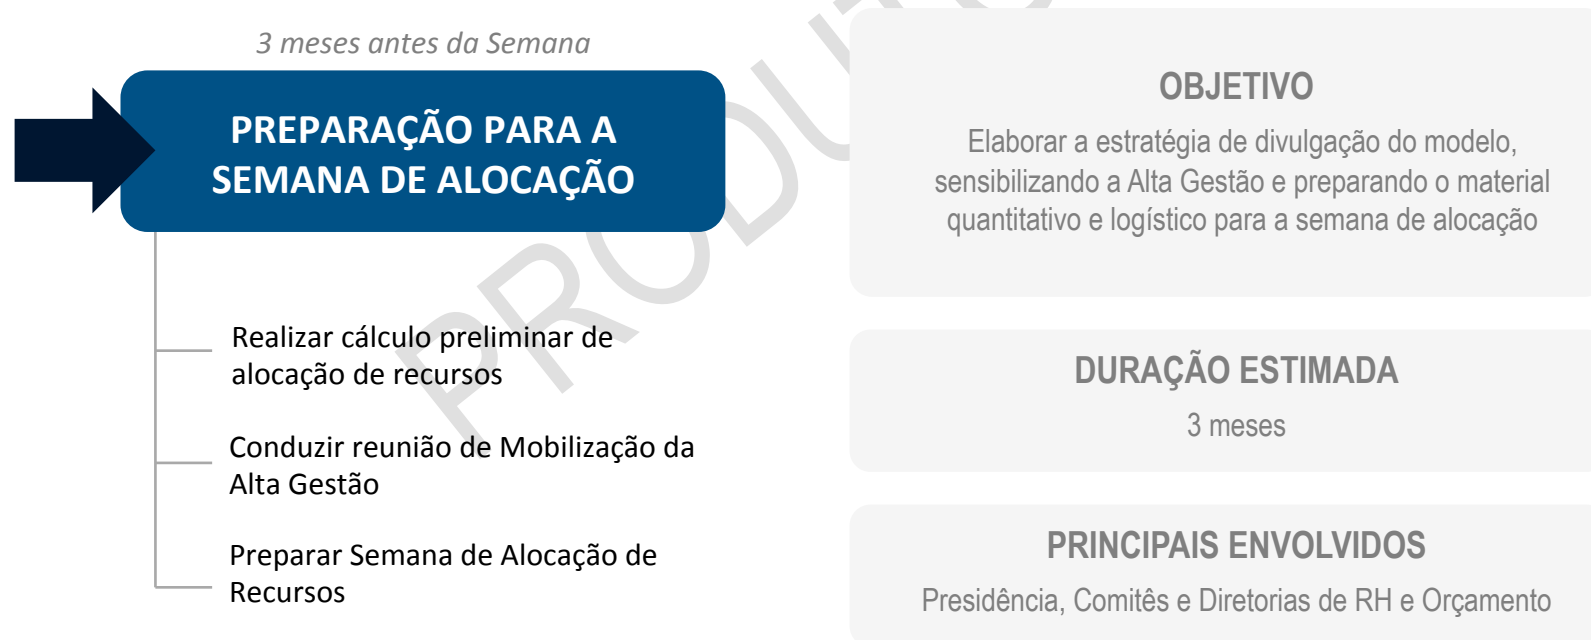 3 meses antes da Semana
PREPARAÇÃO PARA A
SEMANA DE ALOCAÇÃO
Realizar cálculo preliminar de
alocação de recursos
Conduzir reunião de Mobilização da
Alta Gestão
Preparar Semana de Alocação de
Recursos
OBJETIVO
Elaborar a estratégia de divulgação do modelo,
sensibilizando a Alta Gestão e preparando o material
quantitativo e logístico para a semana de alocação
DURAÇÃO ESTIMADA
3 meses
PRINCIPAIS ENVOLVIDOS
Presidência, Comitês e Diretorias de RH e Orçamento